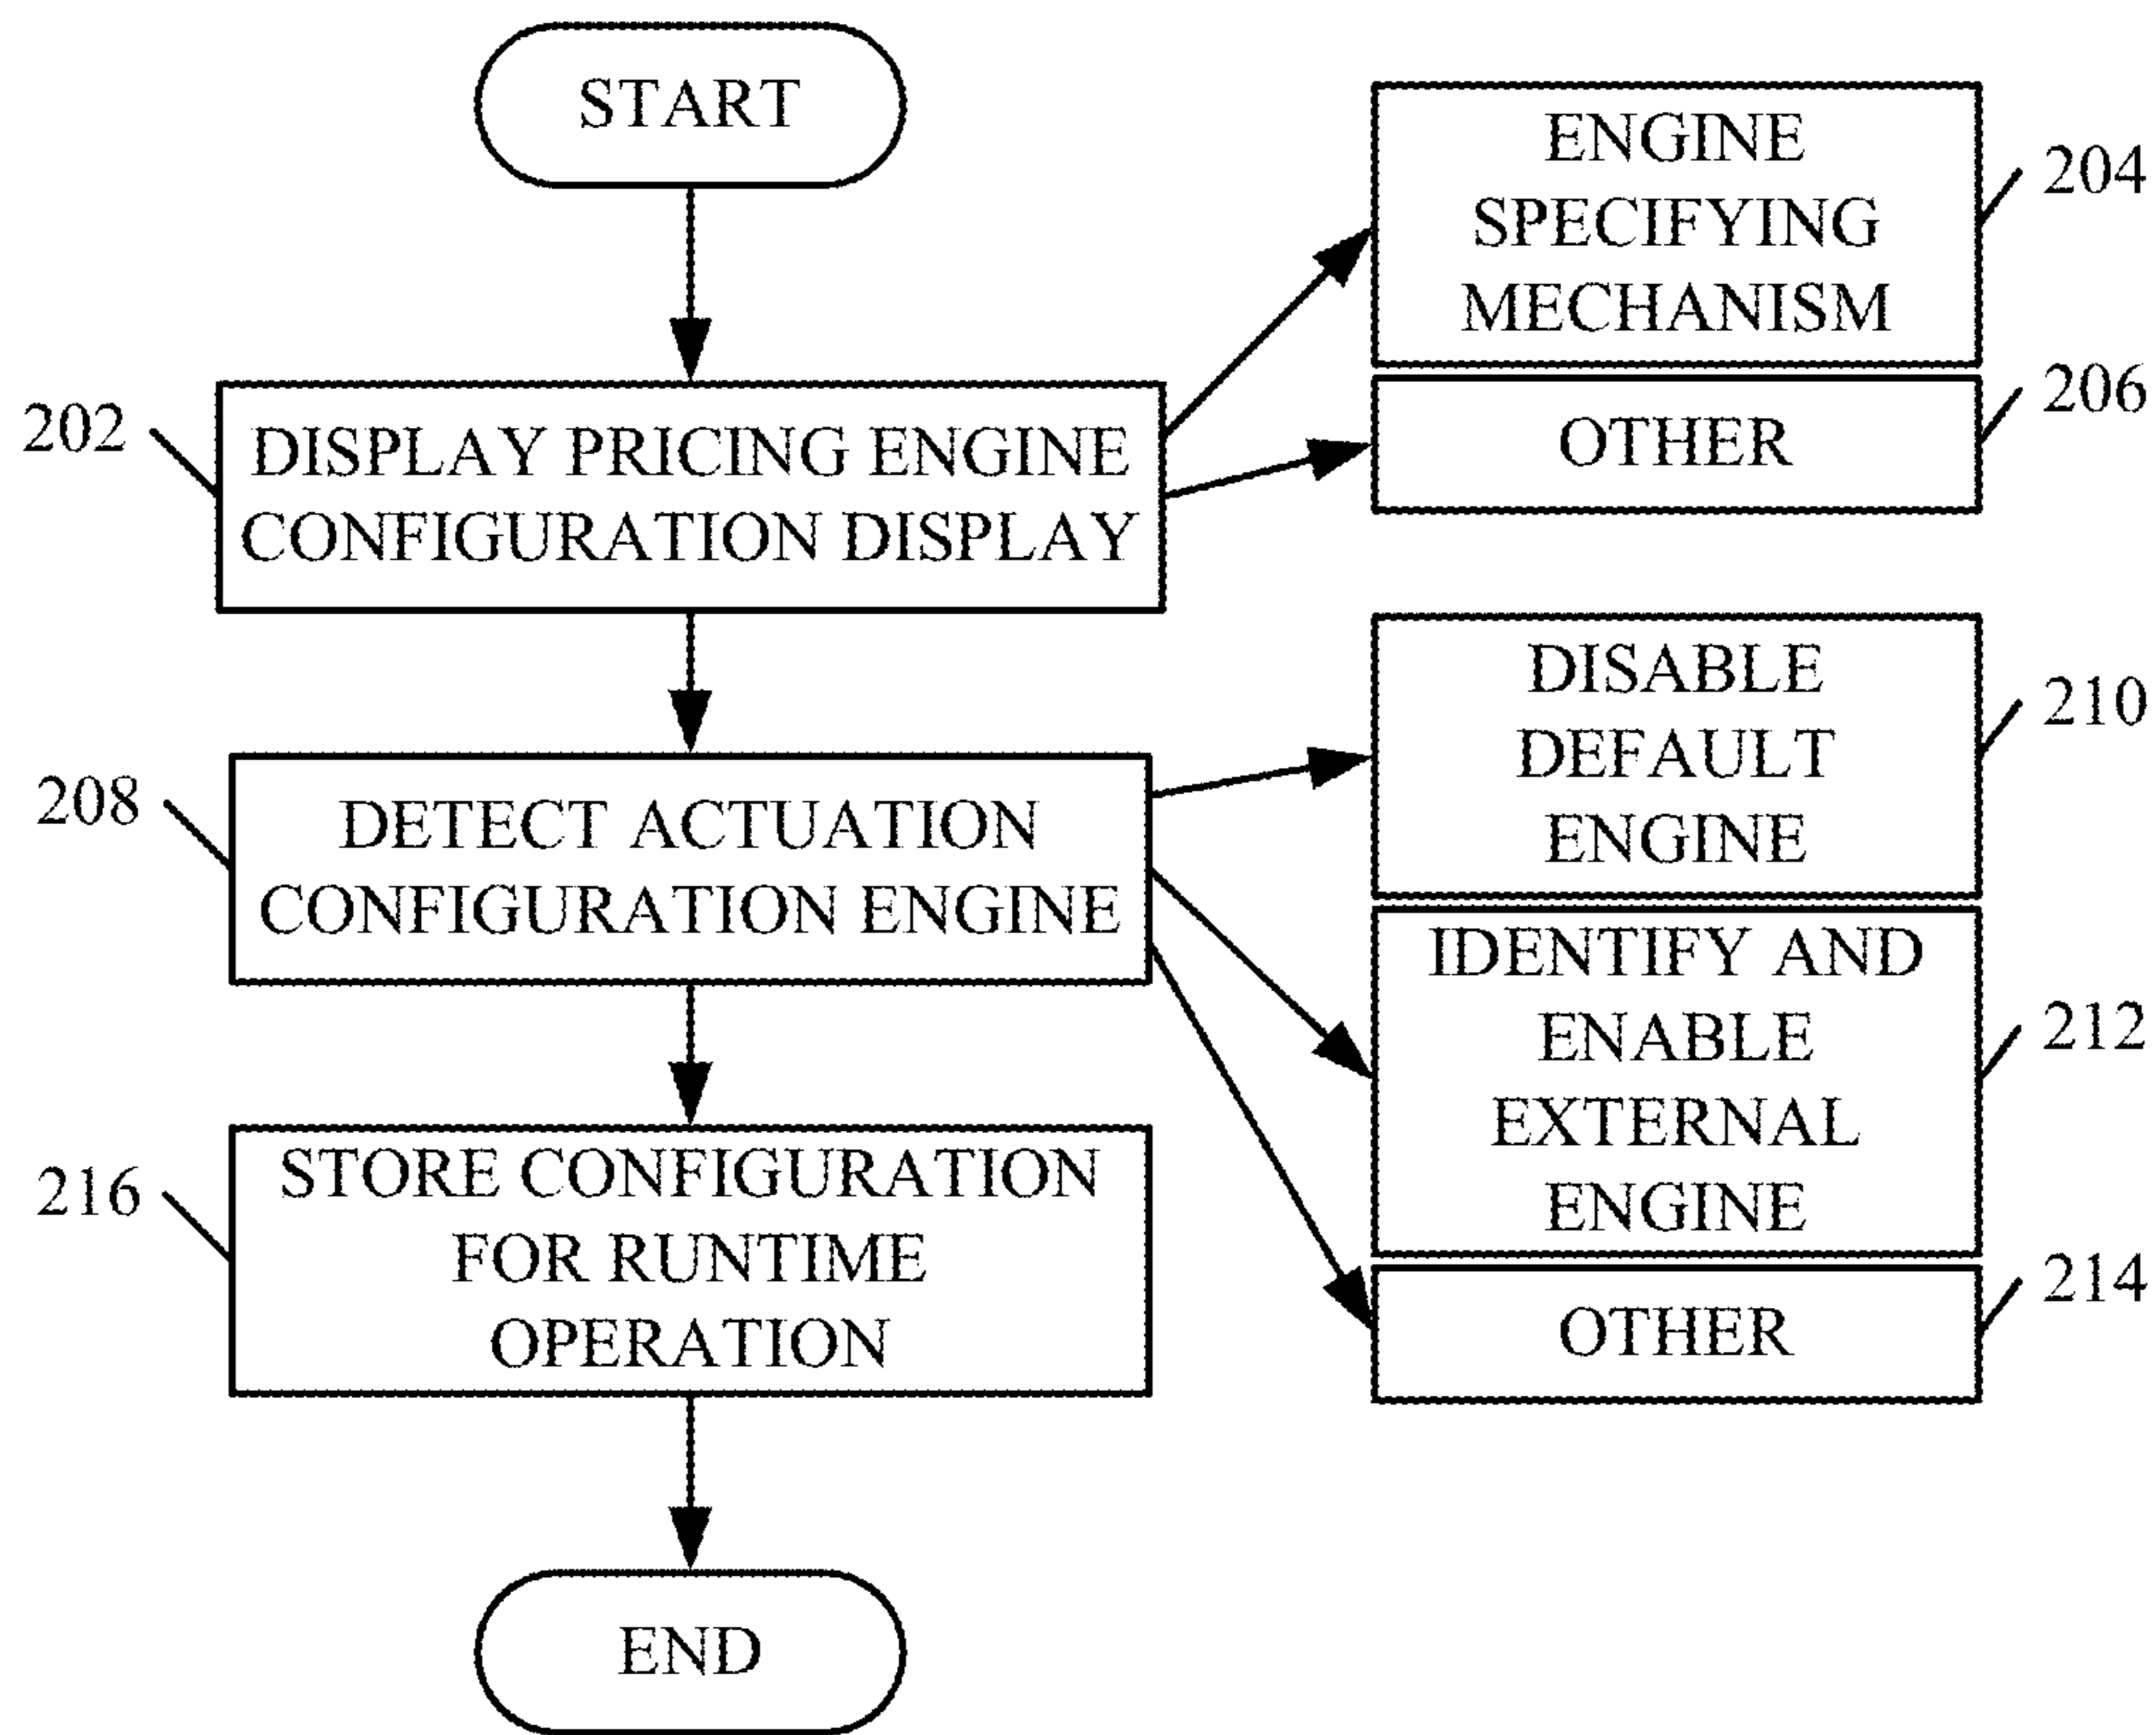 START
ENGINE
SPECIFYING
MECHANISM
204
OTHER
206
202
DISPLAY PRICING ENGINE
CONFIGURATION DISPLAY
DISABLE
DEFAULT
ENGINE
210
208
DETECT ACTUATION
CONFIGURATION ENGINE
IDENTIFY AND
ENABLE
EXTERNAL
ENGINE
212
OTHER
214
216
STORE CONFIGURATION
FOR RUNTIME
OPERATION
END